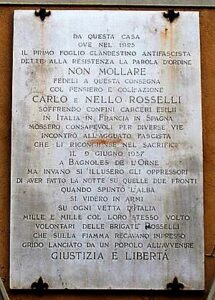 DA QUESTA CASA
OVE NEL 1925
IL PRIMO FOGLIO CLANDESTINO ANTIFASCISTA
DETTE ALLA RESISTENZA LA PAROLA D'ORDINE
NON MOLLARE
FEDELI A QUESTA CONSEGNA
COL PENSIERO E COLL'AZIONE
CARLO E NELLO ROSSELLI
SOFFRENDO CONFINI CARCERI ESILII
IN ITALIA IN FRANCIA IN SPAGNA
MOSSERO CONSAPEVOLI PER DIVERSE VIE
INCONTRO ALL'AGGUATO FASCISTA
CHE LI RICONGIUNSE NEL SACRIFICIO
IL 9 GIUGNO 1937
A BAGNOLES DE L'ORNE
MA INVANO SI ILLUSERO GLI OPPRESSORI
DI AVER FATTO LA NOTTE SU QUELLE DUE FRONTI
QUANDO SPUNTÒ L'ALBA
SI VIDERO IN ARMI
SU OGNI VETTA D'ITALIA
MILLE E MILLE COL LORO STESSO VOLTO
VOLONTARI DELLE BRIGATE ROSSELLI
CHE SULLA FIAMMA RECAVANO IMPRESSO
GRIDO LANCIATO DA UN POPOLO ALL'AVVENIRE
GIUSTIZIA E LIBERTÀ